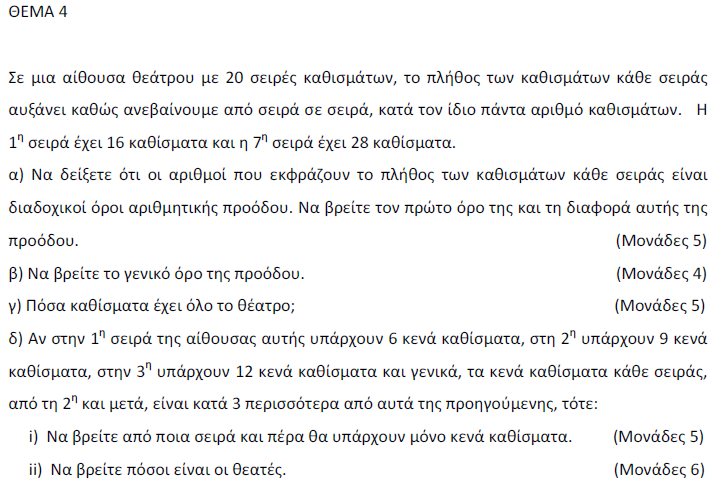 ΘΕΜΑ 4
Σε μια αίθουσα θεάτρου με 20 σειρές καθισμάτων, το πλήθος των καθισμάτων κάθε σειράς
αυξάνει καθώς ανεβαίνουμε από σειρά σε σειρά, κατά τον ίδιο πάντα αριθμό καθισμάτων. Η
1η σειρά έχει 16 καθίσματα και η 7η σειρά έχει 28 καθίσματα.
α) Να δείξετε ότι οι αριθμοί που εκφράζουν το πλήθος των καθισμάτων κάθε σειράς είναι
διαδοχικοί όροι αριθμητικής προόδου. Να βρείτε τον πρώτο όρο της και τη διαφορά αυτής της
προόδου. (Μονάδες 5)
β) Να βρείτε το γενικό όρο της προόδου. (Μονάδες 4)
γ) Πόσα καθίσματα έχει όλο το θέατρο; (Μονάδες 5)
δ) Αν στην 1η σειρά της αίθουσας αυτής υπάρχουν 6 κενά καθίσματα, στη 2η υπάρχουν 9 κενά
καθίσματα, στην 3η υπάρχουν 12 κενά καθίσματα και γενικά, τα κενά καθίσματα κάθε σειράς,
από τη 2η και μετά, είναι κατά 3 περισσότερα από αυτά της προηγούμενης, τότε:
i) Να βρείτε από ποια σειρά και πέρα θα υπάρχουν μόνο κενά καθίσματα. (Μονάδες 5)
ii) Να βρείτε πόσοι είναι οι θεατές. (Μονάδες 6)